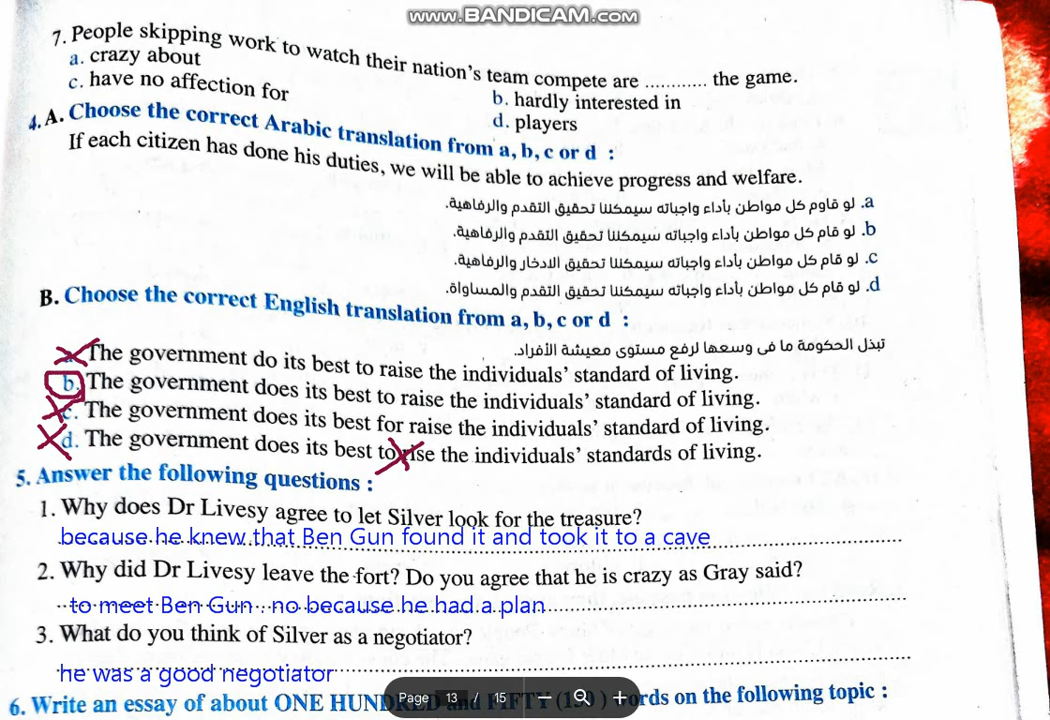 www.BANDICAM.com
7. People skipping work to watch their nation's team compete are ............ the game.
a. crazy about
b. hardly interested in
c. have no affection for
d. players
4. A. Choose the correct Arabic translation from a, b, c or d :
If each citizen has done his duties, we will be able to achieve progress and welfare.
a. لو قاوم كل مواطن بأداء واجباته سيمكننا تحقيق التقدم والرفاهية.
b. لو قام كل مواطن بأداء واجباته سيمكننا تحقيق التقدم والرفاهية.
c. لو قام كل مواطن بأداء واجباته سيمكننا تحقيق الادخار والرفاهية.
d. لو قام كل مواطن بأداء واجباته سيمكننا تحقيق التقدم والمساواة.
B. Choose the correct English translation from a, b, c or d :
تبذل الحكومة ما فى وسعها لرفع مستوى معيشة الأفراد.
The government do its best to raise the individuals' standard of living.
b. The government does its best to raise the individuals' standard of living.
c. The government does its best for raise the individuals' standard of living.
d. The government does its best to rise the individuals' standards of living.
5. Answer the following questions :
1. Why does Dr Livesy agree to let Silver look for the treasure?
because he knew that Ben Gun found it and took it to a cave
2. Why did Dr Livesy leave the fort? Do you agree that he is crazy as Gray said?
to meet Ben Gun . no because he had a plan
3. What do you think of Silver as a negotiator?
he was a good negotiator
6. Write an essay of about ONE HUNDRED and FIFTY (150) words on the following topic :
Page 13 / 15